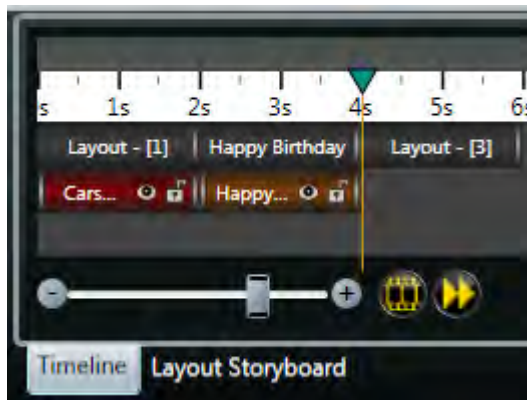 s 1s 2s 3s 4s 5s 6s
Layout - [1] Happy Birthday Layout - [3]
Cars... Happy...
Timeline Layout Storyboard